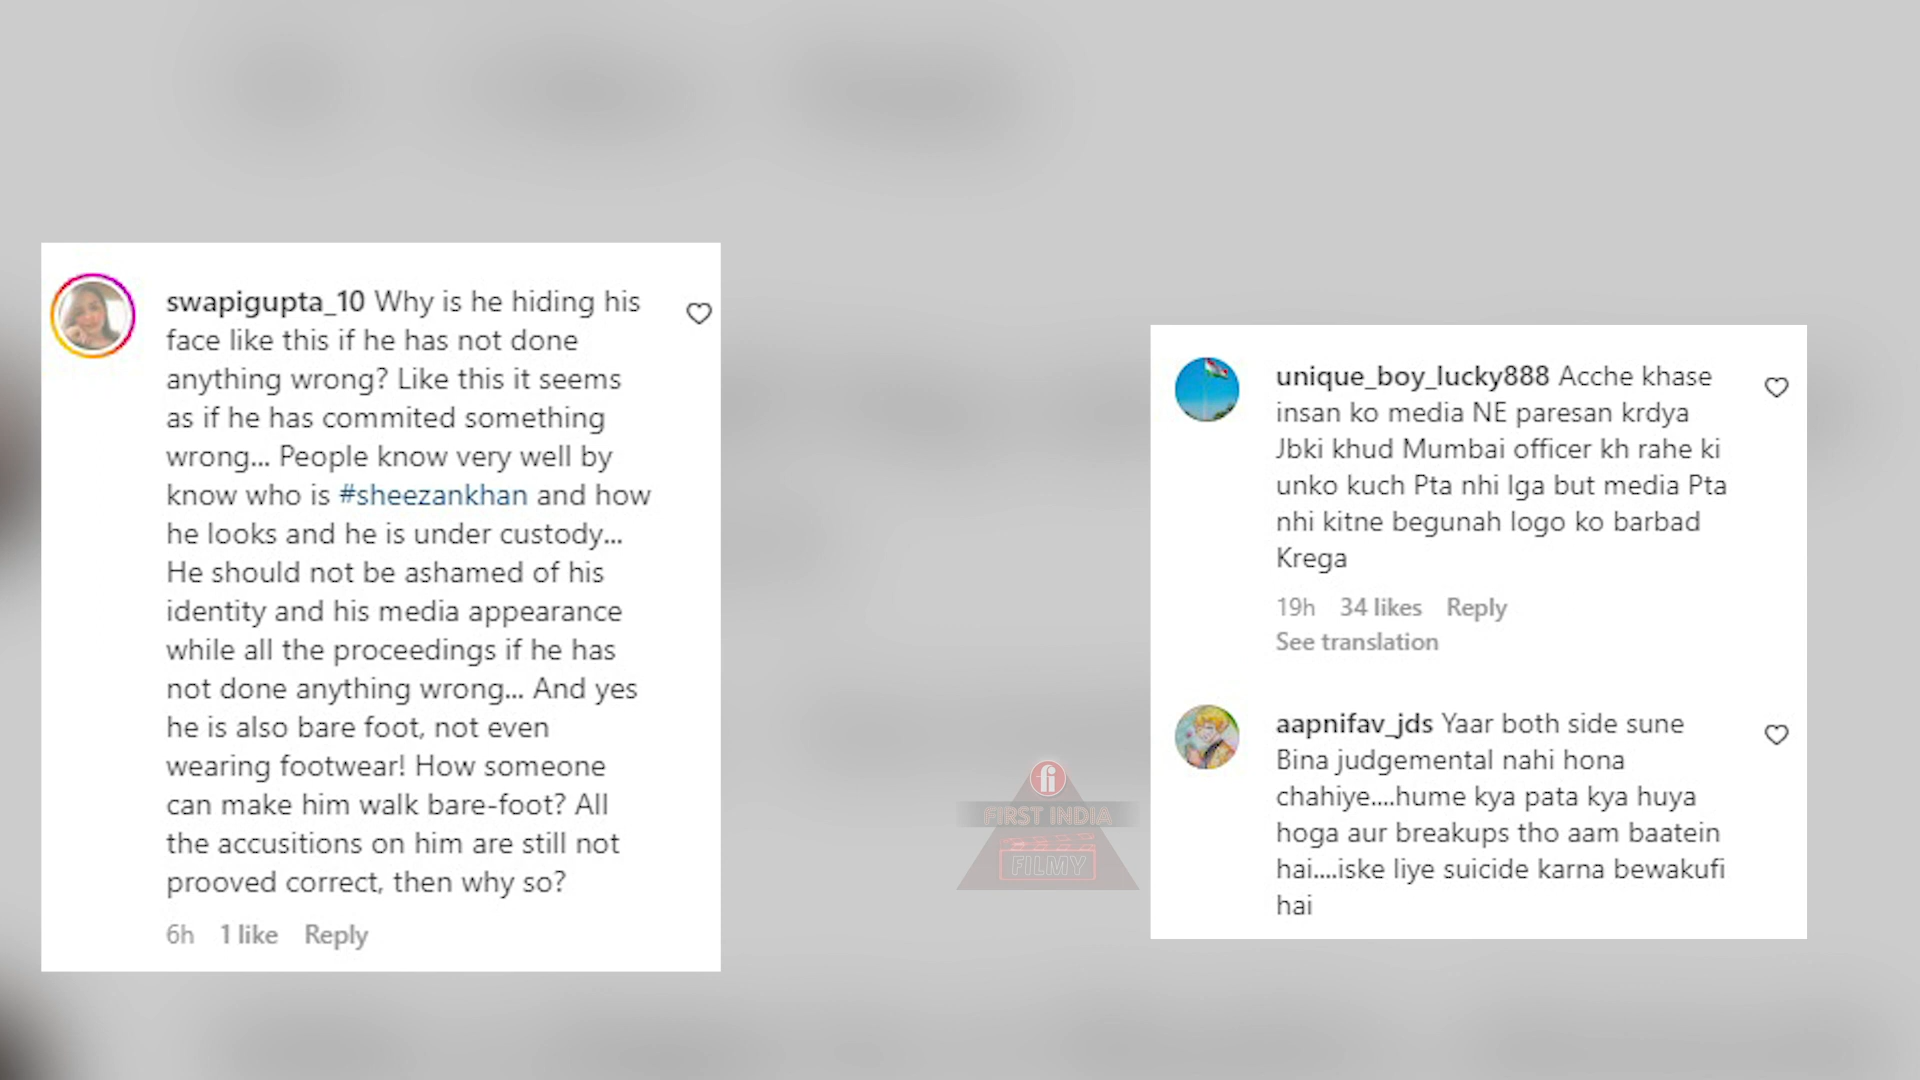 swapigupta_10 Why is he hiding his
face like this if he has not done
anything wrong? Like this it seems
as if he has commited something
wrong... People know very well by
know who is #sheezankhan and how
he looks and he is under custody...
He should not be ashamed of his
identity and his media appearance
while all the proceedings if he has
not done anything wrong... And yes
he is also bare foot, not even
wearing footwear! How someone
can make him walk bare-foot? All
the accusitions on him are still not
prooved correct, then why so?
6h 1 like Reply
unique_boy_lucky888 Acche khase
insan ko media NE paresan krdya
Jbki khud Mumbai officer kh rahe ki
unko kuch Pta nhi lga but media Pta
nhi kitne begunah logo ko barbad
Krega
19h 34 likes Reply
See translation
aapnifav_jds Yaar both side sune
Bina judgemental nahi hona
chahiye....hume kya pata kya huya
hoga aur breakups tho aam baatein
hai....iske liye suicide karna bewakufi
hai
fi
FIRST INDIA
FILMY